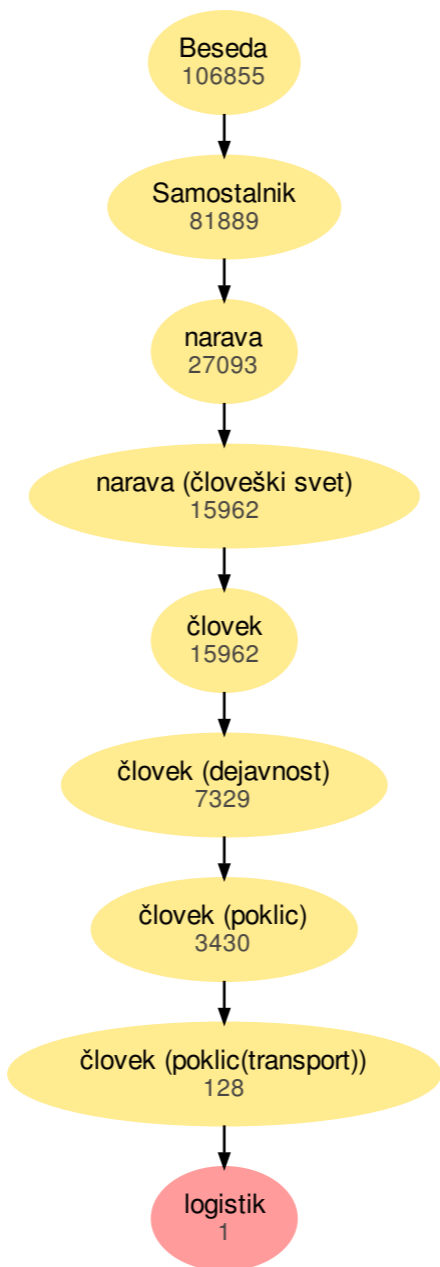 Beseda
106855
Samostalnik
81889
narava
27093
narava (človeški svet)
15962
človek
15962
človek (dejavnost)
7329
človek (poklic)
3430
človek (poklic(transport))
128
logistik
1